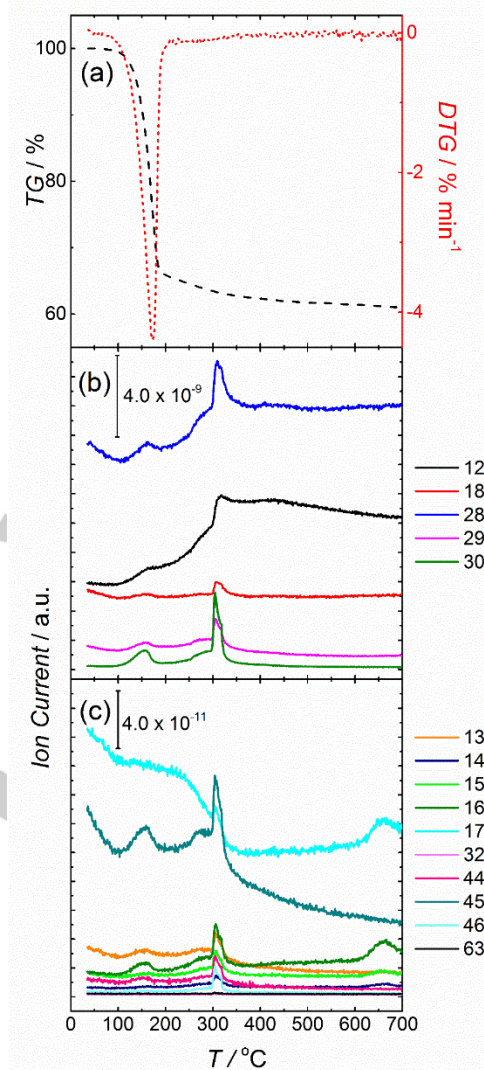 (a)
100
80
60
TG / %
0
-2
-4
DTG / % min⁻¹
(b)
4.0 x 10⁻⁹
12
18
28
29
30
Ion Current / a.u.
(c)
4.0 x 10⁻¹¹
13
14
15
16
17
32
44
45
46
63
0 100 200 300 400 500 600 700
T / °C